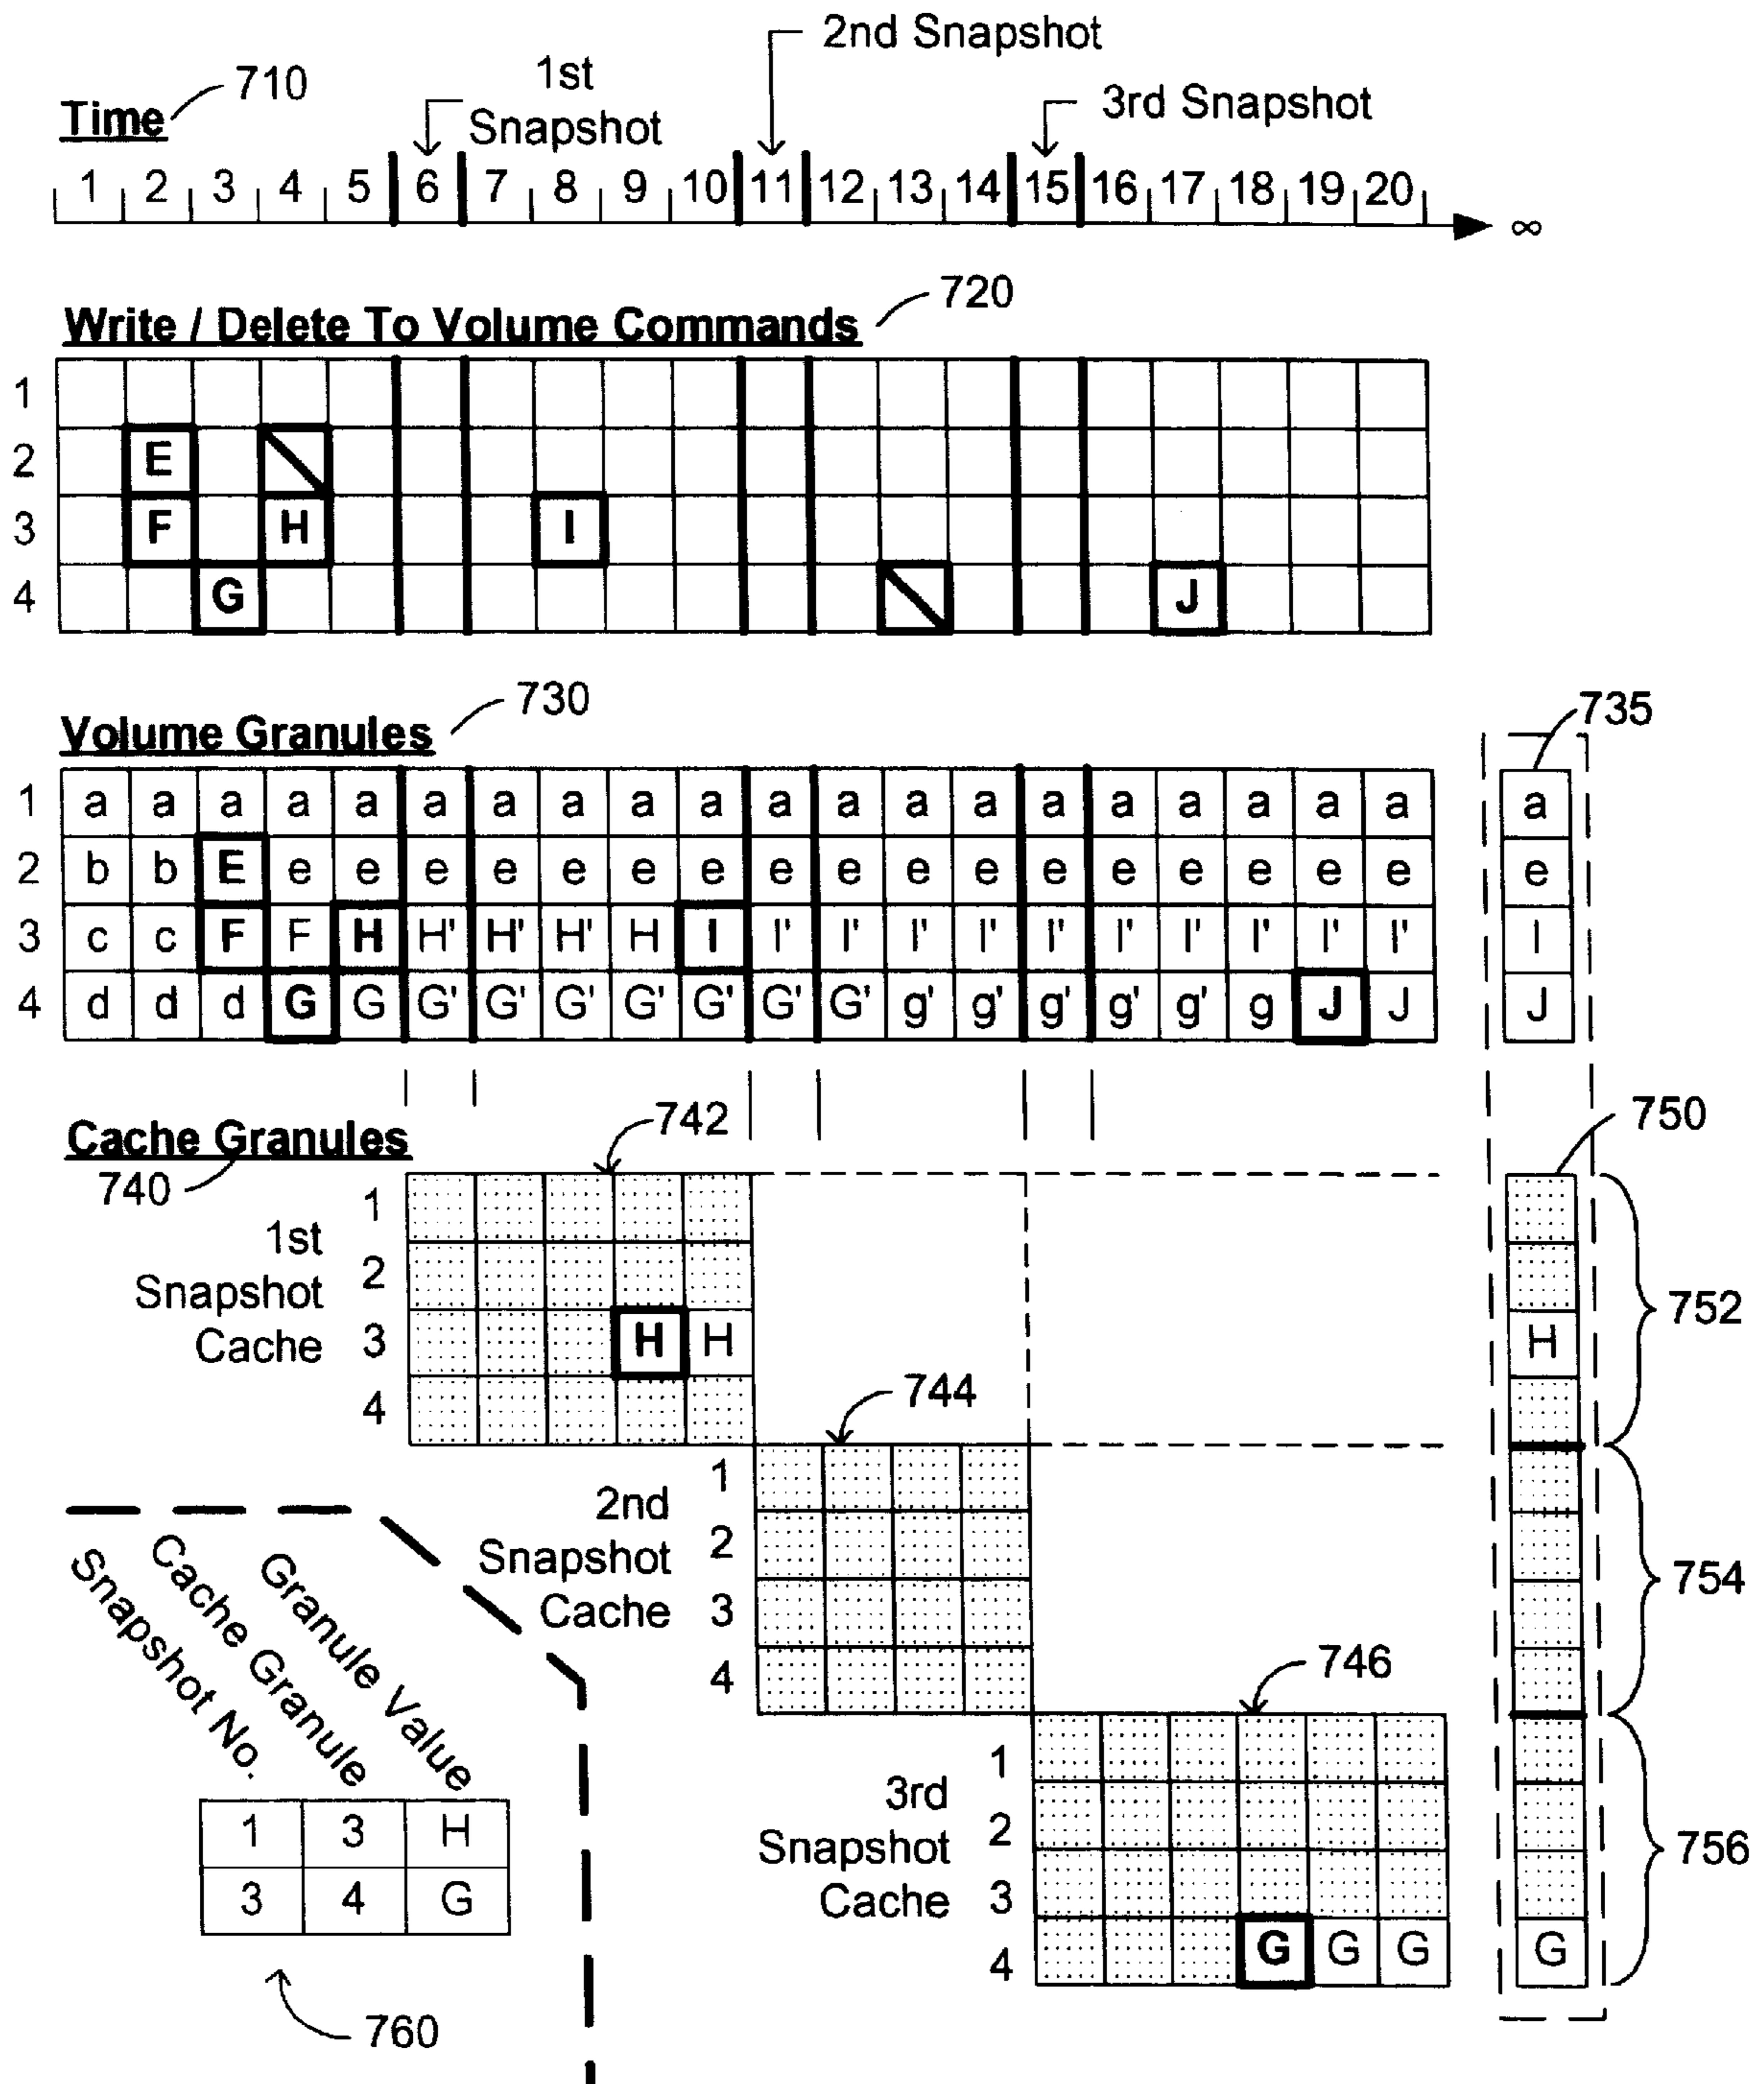 2nd Snapshot
1st
Snapshot
3rd Snapshot
710
Time
1 2 3 4 5 6 7 8 9 10 11 12 13 14 15 16 17 18 19 20
∞
720
Write / Delete To Volume Commands
1
2 E
3 F H I
4 G J
730
735
Volume Granules
1 a a a a a a a a a a a a a a a a a a a a a
2 b b E e e e e e e e e e e e e e e e e e e
3 c c F F H H' H' H' H I I' I' I' I' I' I' I' I' I' I' I
4 d d d G G G' G' G' G' G' G' G' g' g' g' g' g' g J J J
742
750
Cache Granules
740
1st
Snapshot
Cache
1
2
3 H H H
4
752
744
2nd
Snapshot
Cache
1
2
3
4
754
746
3rd
Snapshot
Cache
1
2
3
4 G G G G
756
Snapshot No.
Cache Granule
Granule Value
1 3 H
3 4 G
760